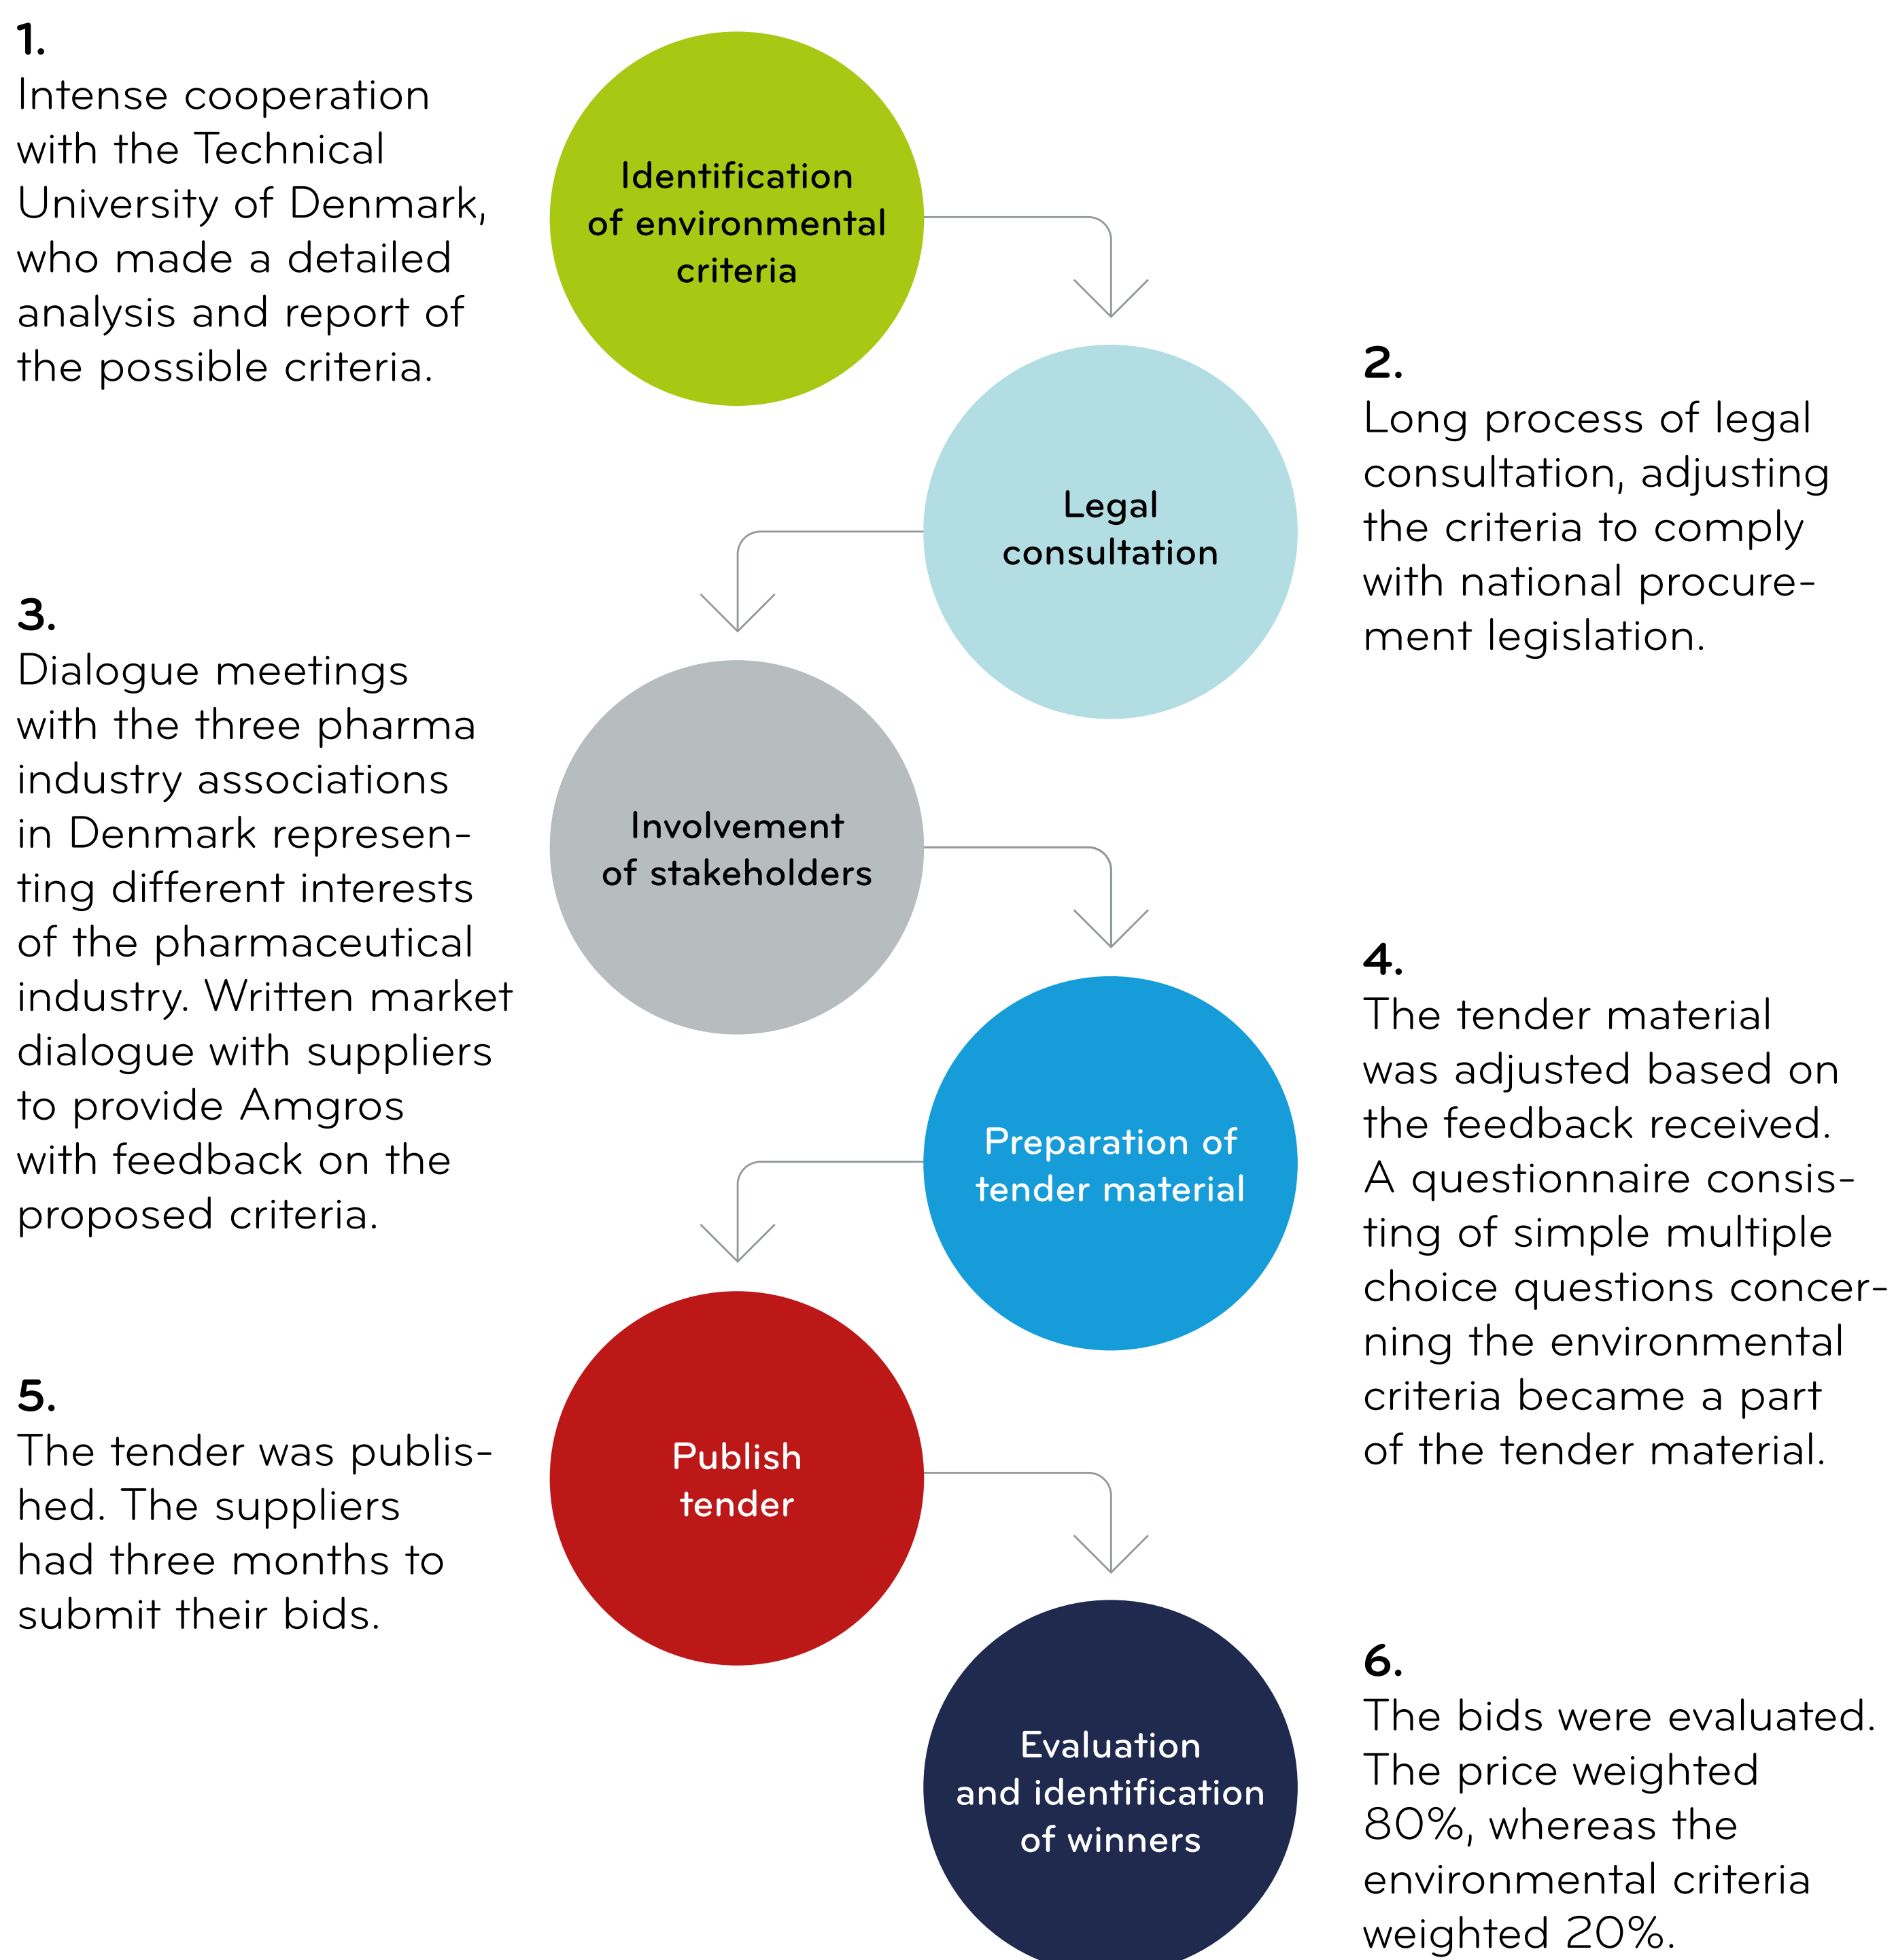 1.
Intense cooperation
with the Technical
University of Denmark,
who made a detailed
analysis and report of
the possible criteria.
Identification
of environmental
criteria
2.
Long process of legal
consultation, adjusting
the criteria to comply
with national procure-
ment legislation.
Legal
consultation
3.
Dialogue meetings
with the three pharma
industry associations
in Denmark represen-
ting different interests
of the pharmaceutical
industry. Written market
dialogue with suppliers
to provide Amgros
with feedback on the
proposed criteria.
Involvement
of stakeholders
4.
The tender material
was adjusted based on
the feedback received.
A questionnaire consis-
ting of simple multiple
choice questions concer-
ning the environmental
criteria became a part
of the tender material.
Preparation of
tender material
5.
The tender was publis-
hed. The suppliers
had three months to
submit their bids.
Publish
tender
6.
The bids were evaluated.
The price weighted
80%, whereas the
environmental criteria
weighted 20%.
Evaluation
and identification
of winners